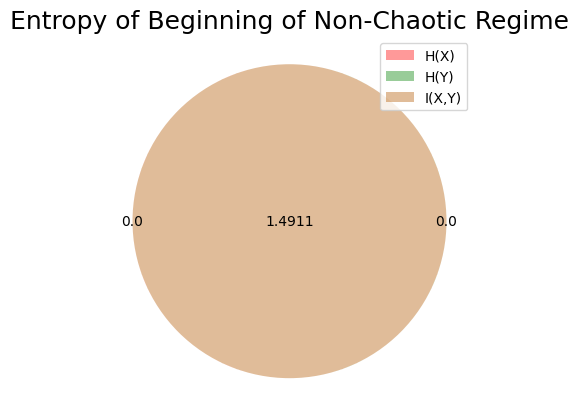 Entropy of Beginning of Non-Chaotic Regime
H(X)
H(Y)
I(X,Y)
0.0 1.4911 0.0